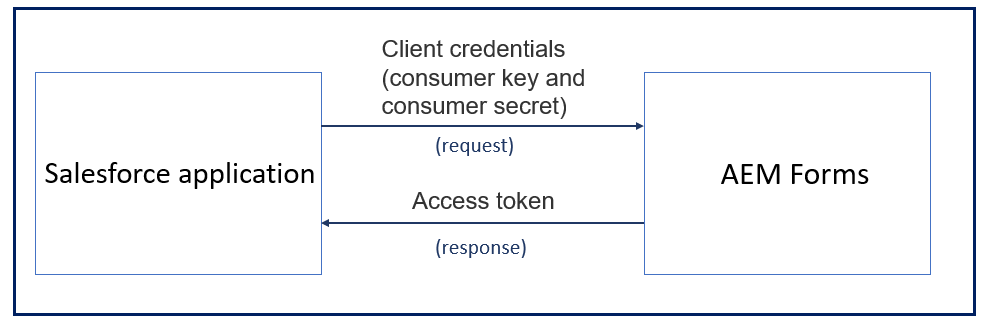 Client credentials
(consumer key and
consumer secret)
(request)
Salesforce application
AEM Forms
Access token
(response)